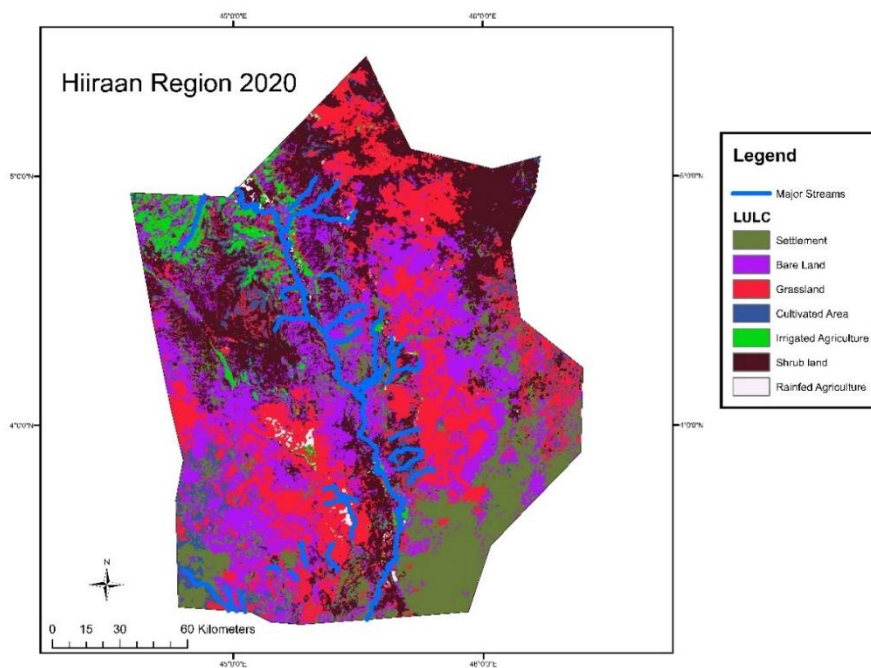 45°0'0"E 46°0'0"E
Hiiraan Region 2020
Legend
Major Streams
5°0'0"N 5°0'0"N
LULC
Settlement
Bare Land
Grassland
Cultivated Area
Irrigated Agriculture
Shrub land
Rainfed Agriculture
4°0'0"N 4°0'0"N
N
0 15 30 60 Kilometers
45°0'0"E 46°0'0"E